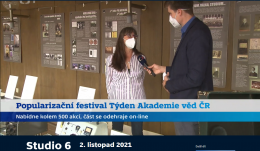 Popularizační festival Týden Akademie věd ČR
Nabídne kolem 500 akcí, část se odehraje on-line
Studio 6 2. listopad 2021